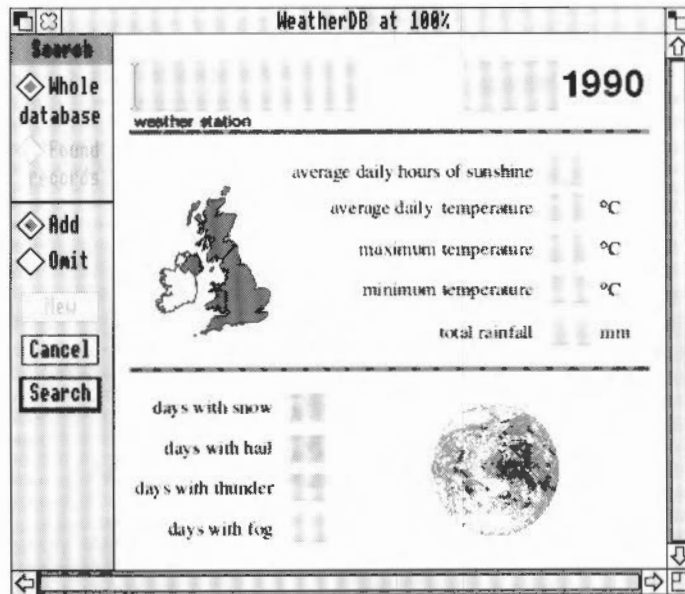 WeatherDB at 100%
Search
Whole
database
Found
records
Add
Omit
New
Cancel
Search
1990
weather station
average daily hours of sunshine
average daily temperature °C
maximum temperature °C
minimum temperature °C
total rainfall mm
days with snow
days with hail
days with thunder
days with fog